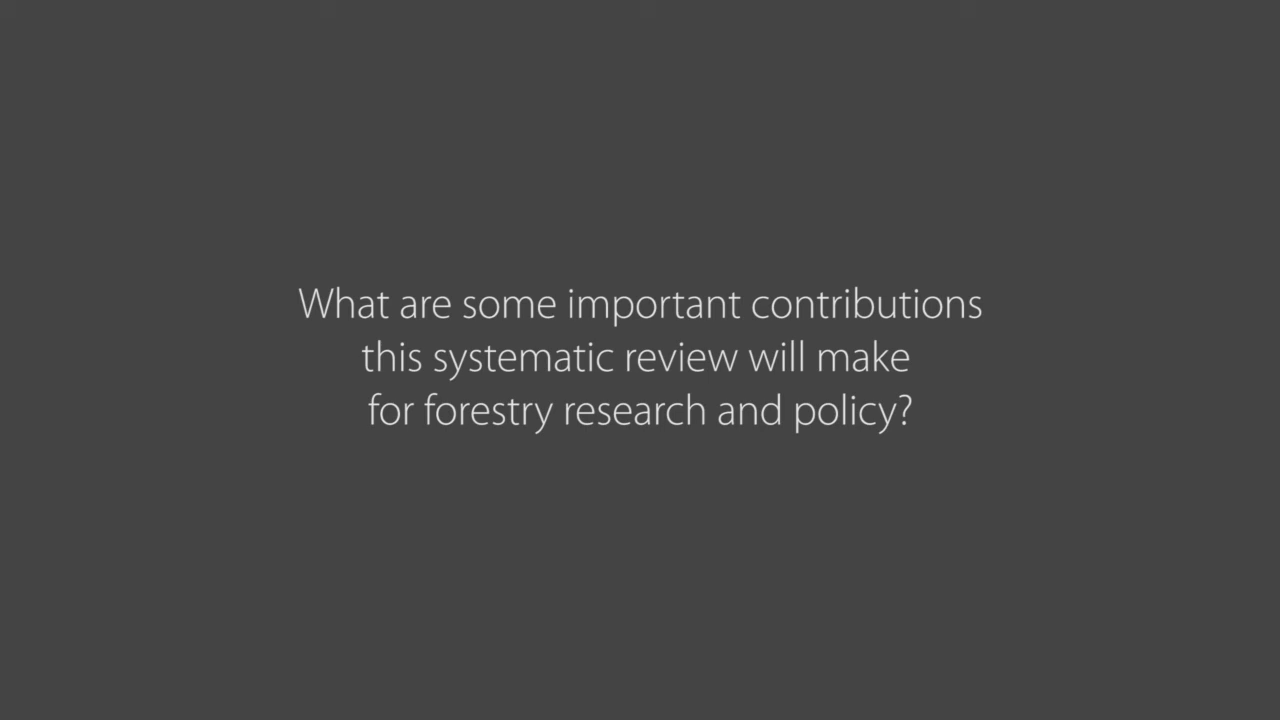 What are some important contributions
this systematic review will make
for forestry research and policy?